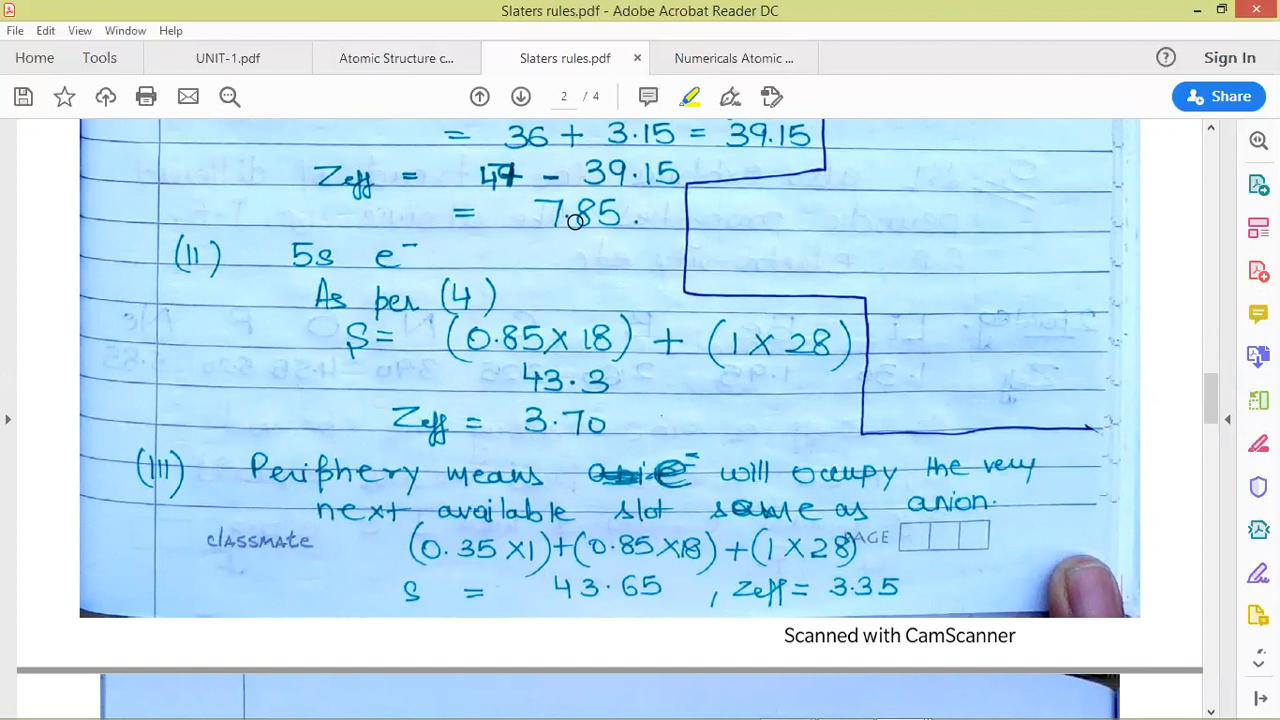 Slaters rules.pdf - Adobe Acrobat Reader DC
File Edit View Window Help
Home Tools UNIT-1.pdf Atomic Structure c... Slaters rules.pdf × Numericals Atomic ... Sign In
2 / 4 Share
= 36 + 3.15 = 39.15
Zeff = 47 - 39.15
= 7.85.
(II) 5s e⁻
As per (4)
S = (0.85 X 18) + (1 X 28)
43.3
Zeff = 3.70
(III) Periphery means e⁻ will occupy the very
next available slot same as anion.
classmate PAGE
(0.35 X1)+(0.85 X18)+(1 X 28)
S = 43.65 , Zeff = 3.35
Scanned with CamScanner